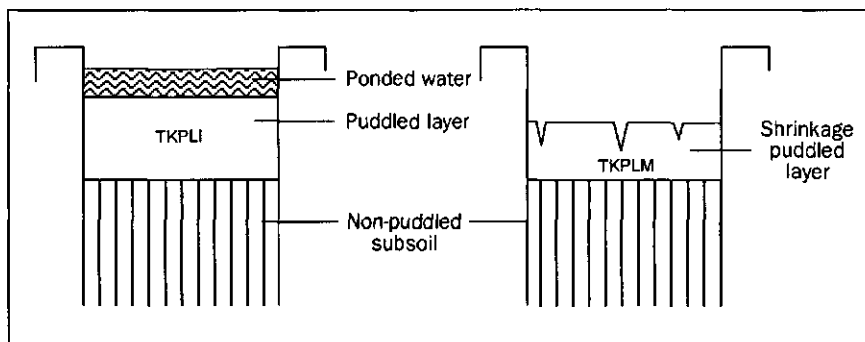 Ponded water
TKPLI
Puddled layer
Shrinkage
puddled
layer
TKPLM
Non-puddled
subsoil